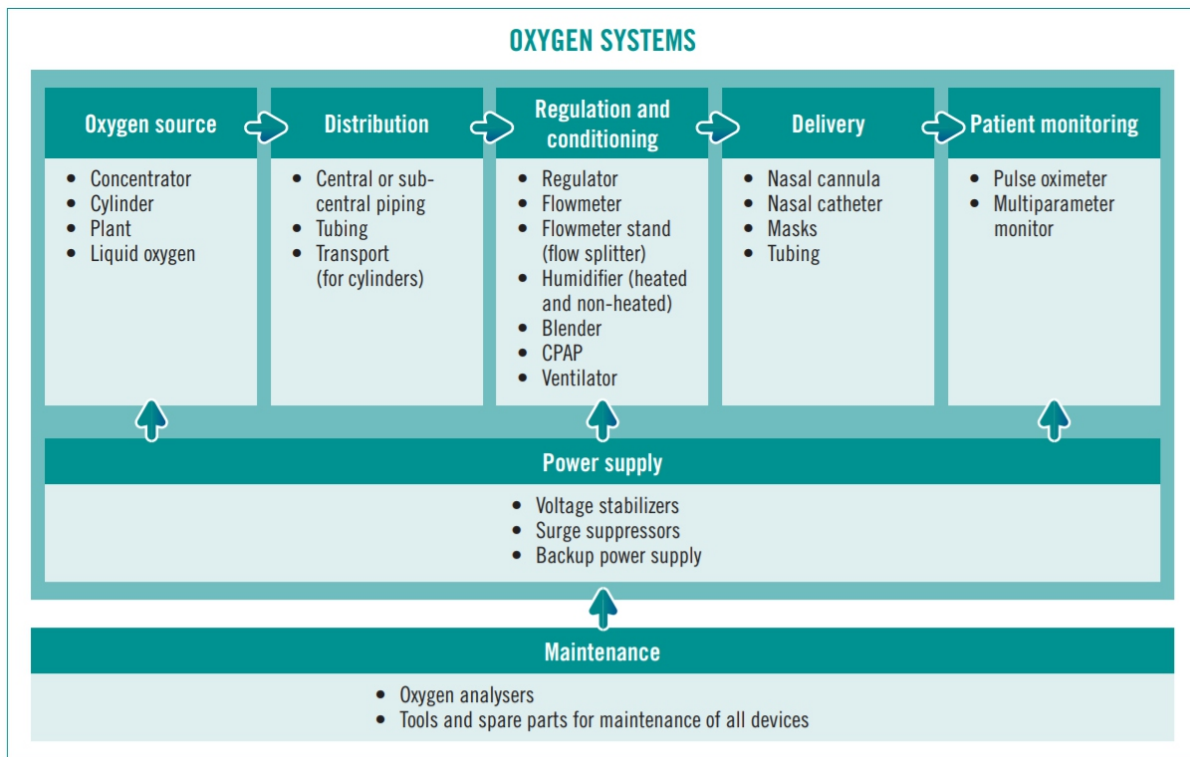 OXYGEN SYSTEMS
Oxygen source
• Concentrator
• Cylinder
• Plant
• Liquid oxygen
Distribution
• Central or sub-
central piping
• Tubing
• Transport
(for cylinders)
Regulation and
conditioning
• Regulator
• Flowmeter
• Flowmeter stand
(flow splitter)
• Humidifier (heated
and non-heated)
• Blender
• CPAP
• Ventilator
Delivery
• Nasal cannula
• Nasal catheter
• Masks
• Tubing
Patient monitoring
• Pulse oximeter
• Multiparameter
monitor
Power supply
• Voltage stabilizers
• Surge suppressors
• Backup power supply
Maintenance
• Oxygen analysers
• Tools and spare parts for maintenance of all devices